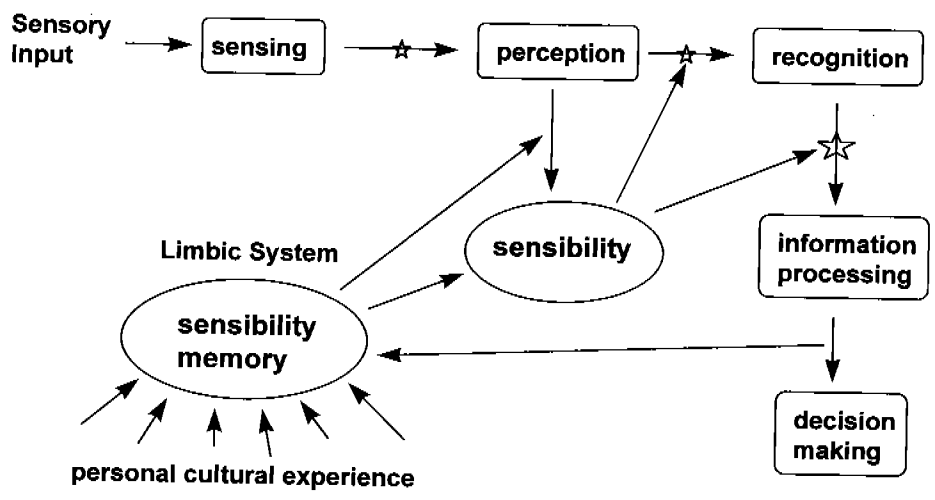 Sensory
Input
sensing
perception
recognition
Limbic System
sensibility
information
processing
sensibility
memory
decision
making
personal cultural experience